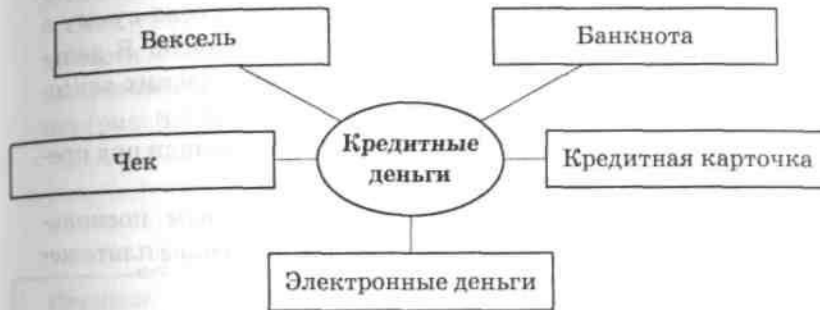 Вексель
Банкнота
Чек
Кредитные
деньги
Кредитная карточка
Электронные деньги